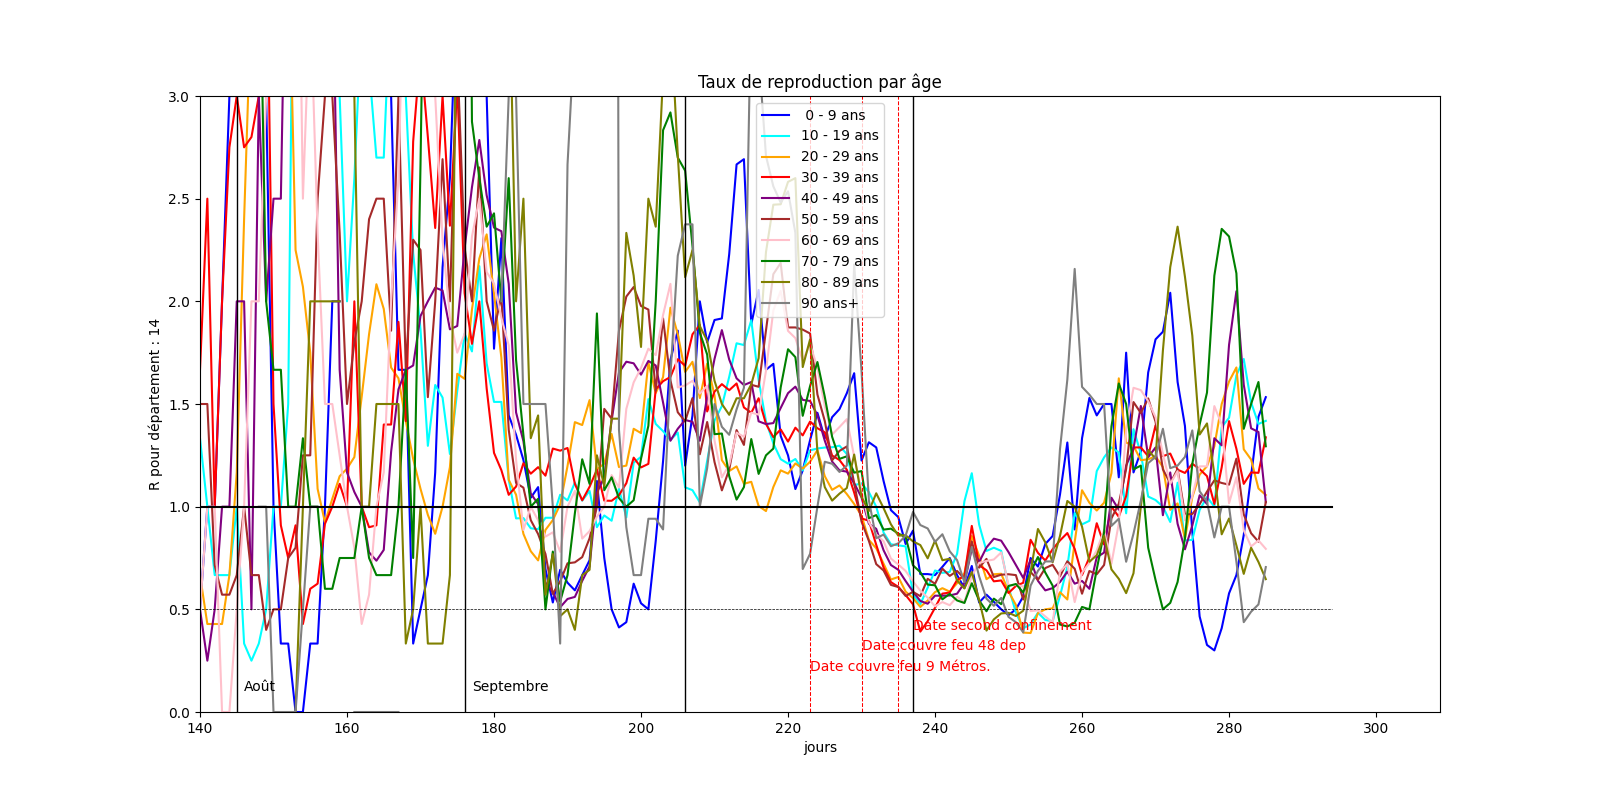 Taux de reproduction par âge
R pour département : 14
3.0
2.5
2.0
1.5
1.0
0.5
0.0
0 - 9 ans
10 - 19 ans
20 - 29 ans
30 - 39 ans
40 - 49 ans
50 - 59 ans
60 - 69 ans
70 - 79 ans
80 - 89 ans
90 ans+
Date second confinement
Date couvre feu 48 dep
Date couvre feu 9 Métros.
Août
Septembre
140 160 180 200 220 240 260 280 300
jours